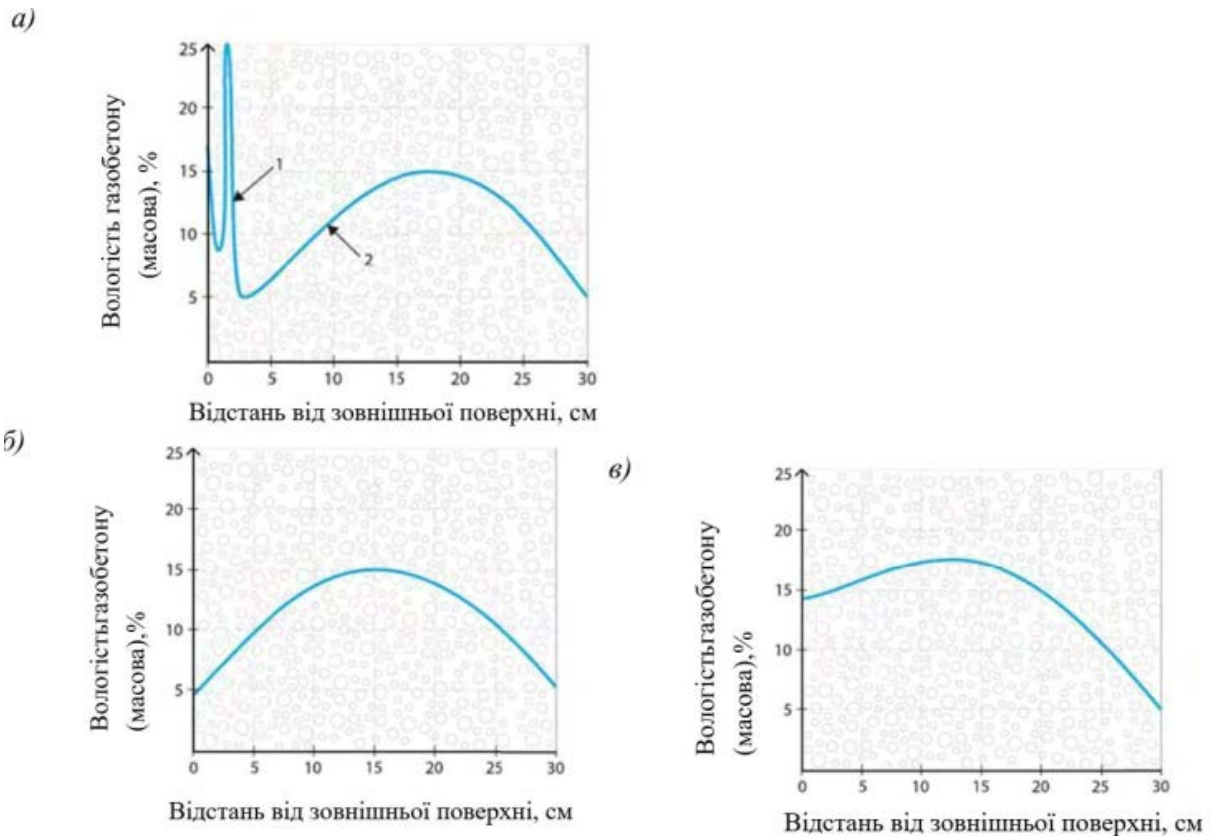 а)
25
20
15
10
5
1
2
0 5 10 15 20 25 30
Вологість газобетону
(масова), %
Відстань від зовнішньої поверхні, см
б)
25
20
15
10
5
0 5 10 15 20 25 30
Вологістьгазобетону
(масова),%
Відстань від зовнішньої поверхні, см
в)
25
20
15
10
5
0 5 10 15 20 25 30
Вологістьгазобетону
(масова),%
Відстань від зовнішньої поверхні, см